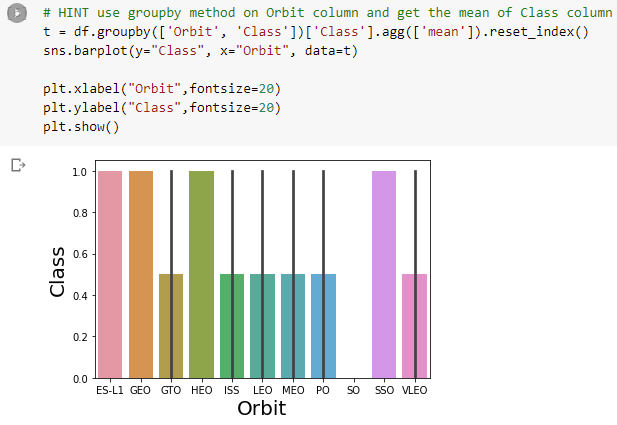 # HINT use groupby method on Orbit column and get the mean of Class column
t = df.groupby(['Orbit', 'Class'])['Class'].agg(['mean']).reset_index()
sns.barplot(y="Class", x="Orbit", data=t)
plt.xlabel("Orbit",fontsize=20)
plt.ylabel("Class",fontsize=20)
plt.show()
1.0
0.8
0.6
0.4
0.2
0.0
Class
ES-L1 GEO GTO HEO ISS LEO MEO PO SO SSO VLEO
Orbit